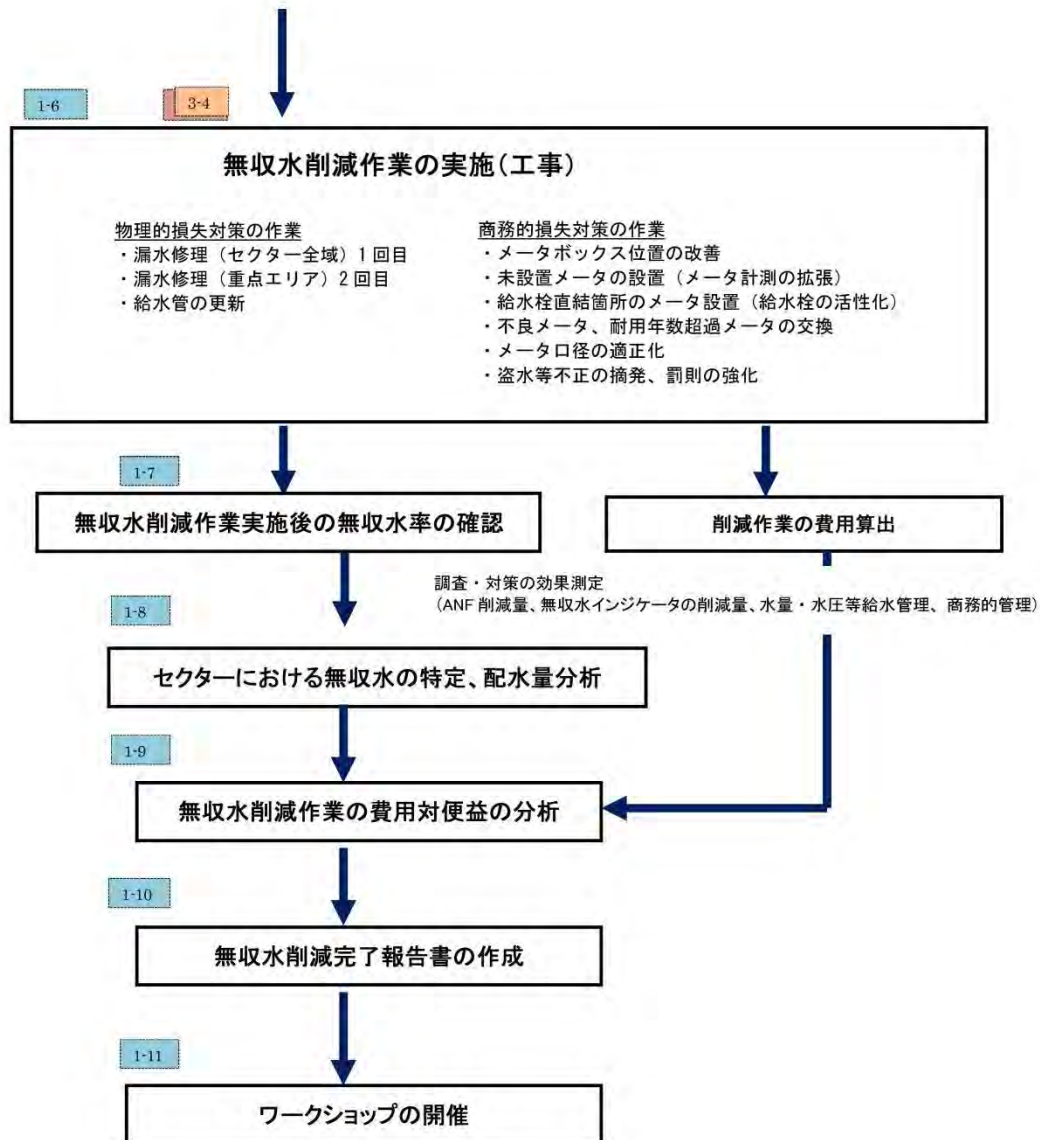 1-6
3-4
無収水削減作業の実施(工事)
物理的損失対策の作業
・漏水修理（セクター全域）1回目
・漏水修理（重点エリア）2回目
・給水管の更新
商務的損失対策の作業
・メータボックス位置の改善
・未設置メータの設置（メータ計測の拡張）
・給水栓直結箇所のメータ設置（給水栓の活性化）
・不良メータ、耐用年数超過メータの交換
・メータ口径の適正化
・盗水等不正の摘発、罰則の強化
1-7
無収水削減作業実施後の無収水率の確認
削減作業の費用算出
調査・対策の効果測定
（ANF 削減量、無収水インジケータの削減量、水量・水圧等給水管理、商務的管理）
1-8
セクターにおける無収水の特定、配水量分析
1-9
無収水削減作業の費用対便益の分析
1-10
無収水削減完了報告書の作成
1-11
ワークショップの開催